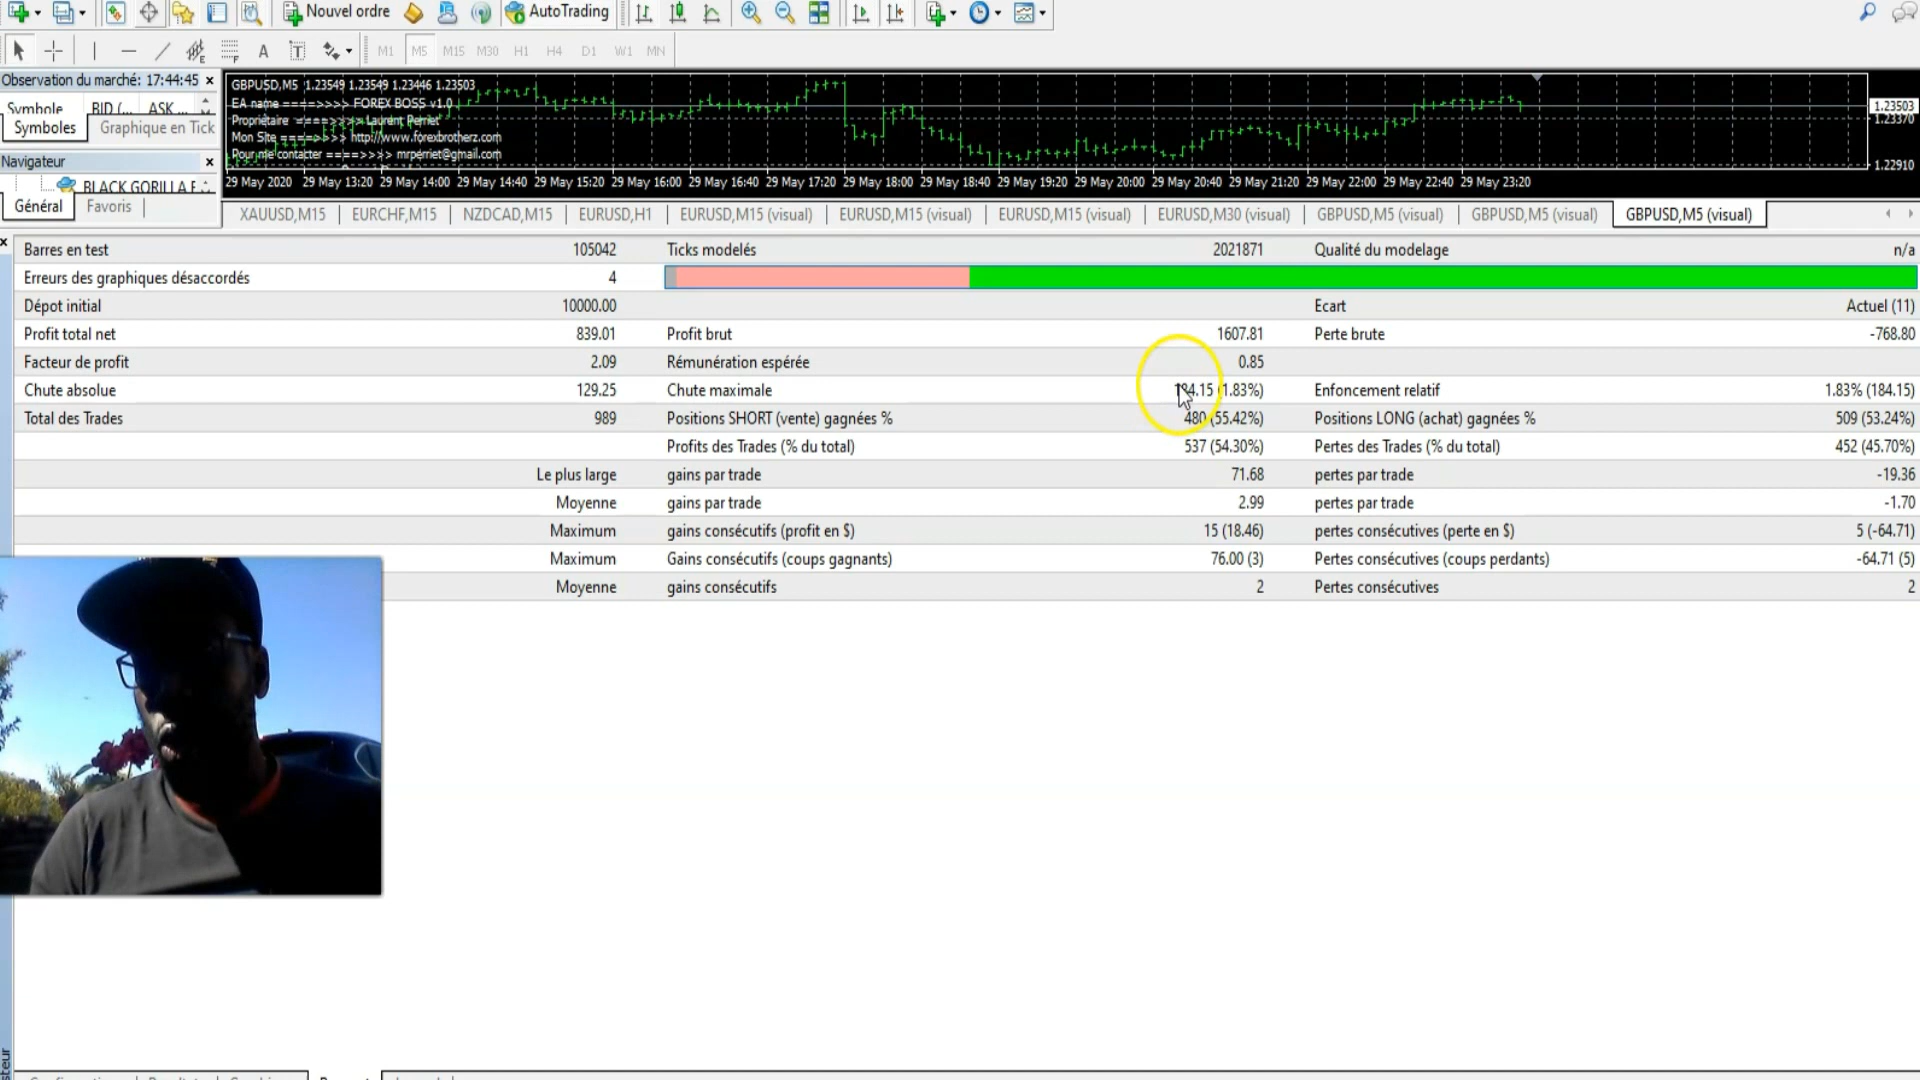 Nouvel ordre AutoTrading
A T M1 M5 M15 M30 H1 H4 D1 W1 MN
Observation du marché: 17:44:45 ×
Symbole BID (... ASK ...
Symboles Graphique en Tick
Navigateur ×
BLACK GORILLA
Général Favoris
GBPUSD,M5 1.23549 1.23549 1.23446 1.23503
EA name ====>>>> FOREX BOSS v1.0
Propriétaire ====>>>> Laurent Perriet
Mon Site ====>>>> http://www.forexbrotherz.com
Pour me contacter ====>>>> mrperriet@gmail.com
1.23503
1.23370
1.22910
29 May 2020 29 May 13:20 29 May 14:00 29 May 14:40 29 May 15:20 29 May 16:00 29 May 16:40 29 May 17:20 29 May 18:00 29 May 18:40 29 May 19:20 29 May 20:00 29 May 20:40 29 May 21:20 29 May 22:00 29 May 22:40 29 May 23:20
XAUUSD,M15 EURCHF,M15 NZDCAD,M15 EURUSD,H1 EURUSD,M15 (visual) EURUSD,M15 (visual) EURUSD,M15 (visual) EURUSD,M30 (visual) GBPUSD,M5 (visual) GBPUSD,M5 (visual) GBPUSD,M5 (visual)
Barres en test 105042 Ticks modelés 2021871 Qualité du modelage n/a
Erreurs des graphiques désaccordés 4
Dépot initial 10000.00 Ecart Actuel (11)
Profit total net 839.01 Profit brut 1607.81 Perte brute -768.80
Facteur de profit 2.09 Rémunération espérée 0.85
Chute absolue 129.25 Chute maximale 184.15 (1.83%) Enfoncement relatif 1.83% (184.15)
Total des Trades 989 Positions SHORT (vente) gagnées % 480 (55.42%) Positions LONG (achat) gagnées % 509 (53.24%)
Profits des Trades (% du total) 537 (54.30%) Pertes des Trades (% du total) 452 (45.70%)
Le plus large gains par trade 71.68 pertes par trade -19.36
Moyenne gains par trade 2.99 pertes par trade -1.70
Maximum gains consécutifs (profit en $) 15 (18.46) pertes consécutives (perte en $) 5 (-64.71)
Maximum Gains consécutifs (coups gagnants) 76.00 (3) Pertes consécutives (coups perdants) -64.71 (5)
Moyenne gains consécutifs 2 Pertes consécutives 2